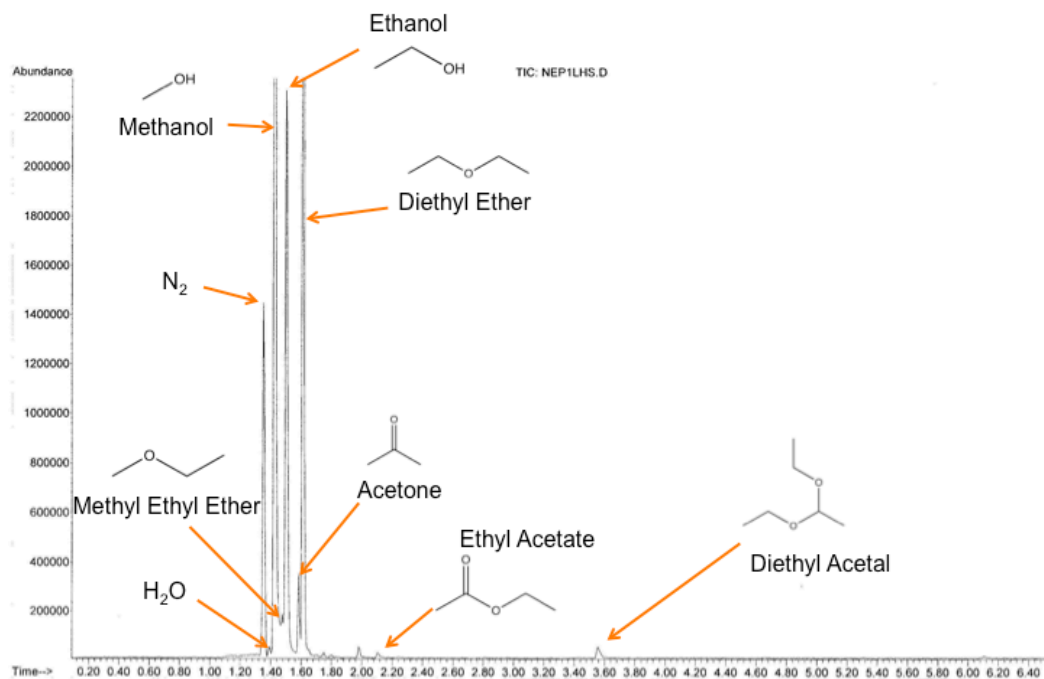 Ethanol
OH
Abundance
TIC: NEP1LHS.D
OH
Methanol
2200000
2000000
O
Diethyl Ether
1800000
1600000
N2
1400000
1200000
1000000
O
800000
O
Acetone
O
Methyl Ethyl Ether
600000
Ethyl Acetate
O
O
Diethyl Acetal
400000
H2O
O
200000
Time-->
0.20 0.40 0.60 0.80 1.00 1.20 1.40 1.60 1.80 2.00 2.20 2.40 2.60 2.80 3.00 3.20 3.40 3.60 3.80 4.00 4.20 4.40 4.60 4.80 5.00 5.20 5.40 5.60 5.80 6.00 6.20 6.40